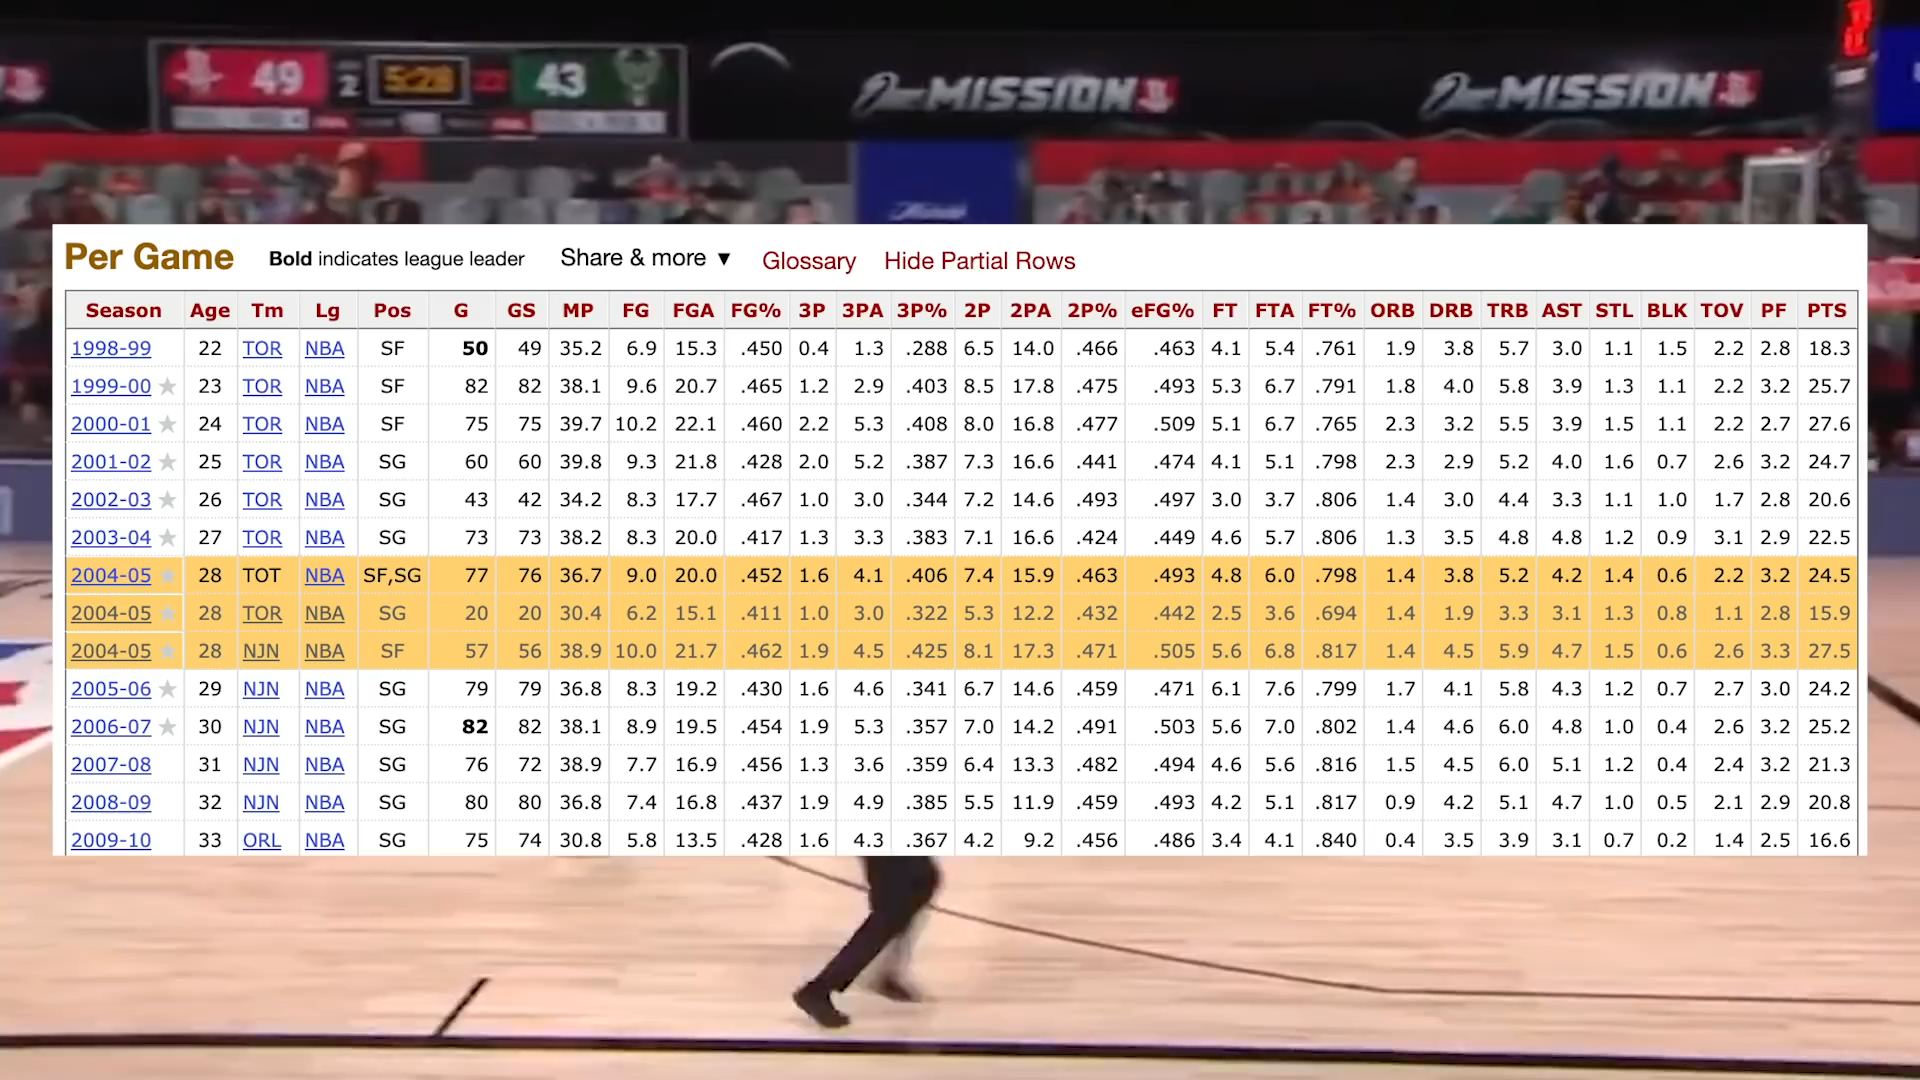 49 2 5:28 43
MISSION
MISSION
Per Game Bold indicates league leader Share & more ▼ Glossary Hide Partial Rows
Season Age Tm Lg Pos G GS MP FG FGA FG% 3P 3PA 3P% 2P 2PA 2P% eFG% FT FTA FT% ORB DRB TRB AST STL BLK TOV PF PTS
1998-99 22 TOR NBA SF 50 49 35.2 6.9 15.3 .450 0.4 1.3 .288 6.5 14.0 .466 .463 4.1 5.4 .761 1.9 3.8 5.7 3.0 1.1 1.5 2.2 2.8 18.3
1999-00 ★ 23 TOR NBA SF 82 82 38.1 9.6 20.7 .465 1.2 2.9 .403 8.5 17.8 .475 .493 5.3 6.7 .791 1.8 4.0 5.8 3.9 1.3 1.1 2.2 3.2 25.7
2000-01 ★ 24 TOR NBA SF 75 75 39.7 10.2 22.1 .460 2.2 5.3 .408 8.0 16.8 .477 .509 5.1 6.7 .765 2.3 3.2 5.5 3.9 1.5 1.1 2.2 2.7 27.6
2001-02 ★ 25 TOR NBA SG 60 60 39.8 9.3 21.8 .428 2.0 5.2 .387 7.3 16.6 .441 .474 4.1 5.1 .798 2.3 2.9 5.2 4.0 1.6 0.7 2.6 3.2 24.7
2002-03 ★ 26 TOR NBA SG 43 42 34.2 8.3 17.7 .467 1.0 3.0 .344 7.2 14.6 .493 .497 3.0 3.7 .806 1.4 3.0 4.4 3.3 1.1 1.0 1.7 2.8 20.6
2003-04 ★ 27 TOR NBA SG 73 73 38.2 8.3 20.0 .417 1.3 3.3 .383 7.1 16.6 .424 .449 4.6 5.7 .806 1.3 3.5 4.8 4.8 1.2 0.9 3.1 2.9 22.5
2004-05 ★ 28 TOT NBA SF,SG 77 76 36.7 9.0 20.0 .452 1.6 4.1 .406 7.4 15.9 .463 .493 4.8 6.0 .798 1.4 3.8 5.2 4.2 1.4 0.6 2.2 3.2 24.5
2004-05 ★ 28 TOR NBA SG 20 20 30.4 6.2 15.1 .411 1.0 3.0 .322 5.3 12.2 .432 .442 2.5 3.6 .694 1.4 1.9 3.3 3.1 1.3 0.8 1.1 2.8 15.9
2004-05 ★ 28 NJN NBA SF 57 56 38.9 10.0 21.7 .462 1.9 4.5 .425 8.1 17.3 .471 .505 5.6 6.8 .817 1.4 4.5 5.9 4.7 1.5 0.6 2.6 3.3 27.5
2005-06 ★ 29 NJN NBA SG 79 79 36.8 8.3 19.2 .430 1.6 4.6 .341 6.7 14.6 .459 .471 6.1 7.6 .799 1.7 4.1 5.8 4.3 1.2 0.7 2.7 3.0 24.2
2006-07 ★ 30 NJN NBA SG 82 82 38.1 8.9 19.5 .454 1.9 5.3 .357 7.0 14.2 .491 .503 5.6 7.0 .802 1.4 4.6 6.0 4.8 1.0 0.4 2.6 3.2 25.2
2007-08 31 NJN NBA SG 76 72 38.9 7.7 16.9 .456 1.3 3.6 .359 6.4 13.3 .482 .494 4.6 5.6 .816 1.5 4.5 6.0 5.1 1.2 0.4 2.4 3.2 21.3
2008-09 32 NJN NBA SG 80 80 36.8 7.4 16.8 .437 1.9 4.9 .385 5.5 11.9 .459 .493 4.2 5.1 .817 0.9 4.2 5.1 4.7 1.0 0.5 2.1 2.9 20.8
2009-10 33 ORL NBA SG 75 74 30.8 5.8 13.5 .428 1.6 4.3 .367 4.2 9.2 .456 .486 3.4 4.1 .840 0.4 3.5 3.9 3.1 0.7 0.2 1.4 2.5 16.6